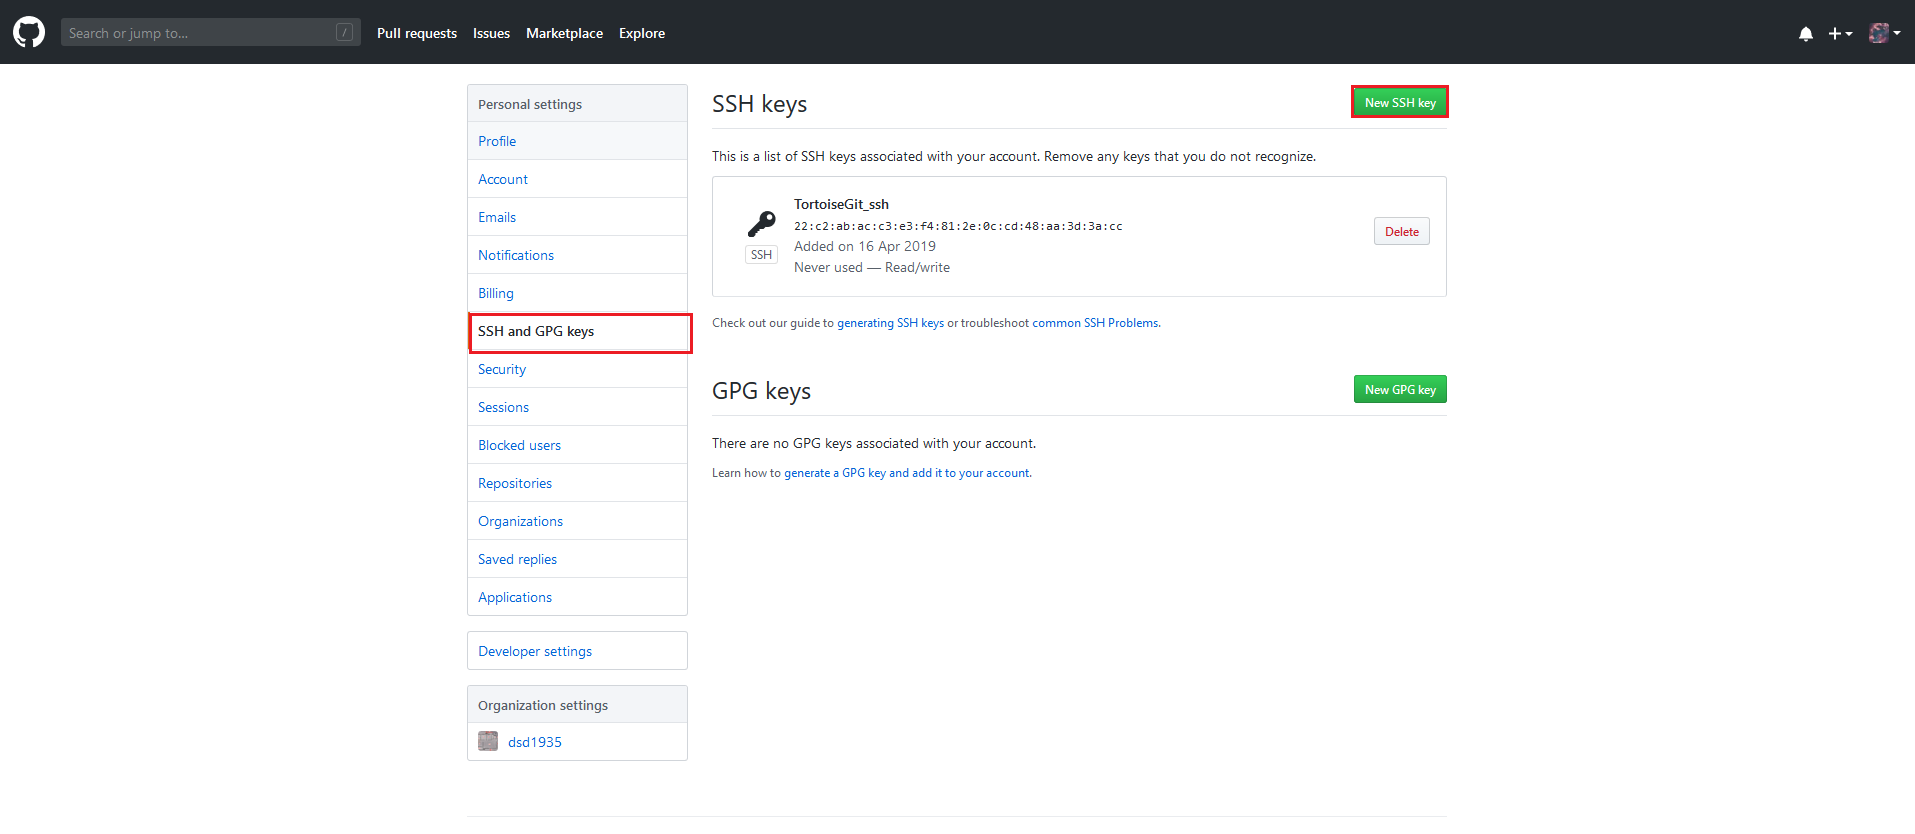 Search or jump to... / Pull requests Issues Marketplace Explore
Personal settings
Profile
Account
Emails
Notifications
Billing
SSH and GPG keys
Security
Sessions
Blocked users
Repositories
Organizations
Saved replies
Applications
Developer settings
Organization settings
dsd1935
SSH keys
New SSH key
This is a list of SSH keys associated with your account. Remove any keys that you do not recognize.
SSH
TortoiseGit_ssh
22:c2:ab:ac:c3:e3:f4:81:2e:0c:cd:48:aa:3d:3a:cc
Added on 16 Apr 2019
Never used — Read/write
Delete
Check out our guide to generating SSH keys or troubleshoot common SSH Problems.
GPG keys
New GPG key
There are no GPG keys associated with your account.
Learn how to generate a GPG key and add it to your account.